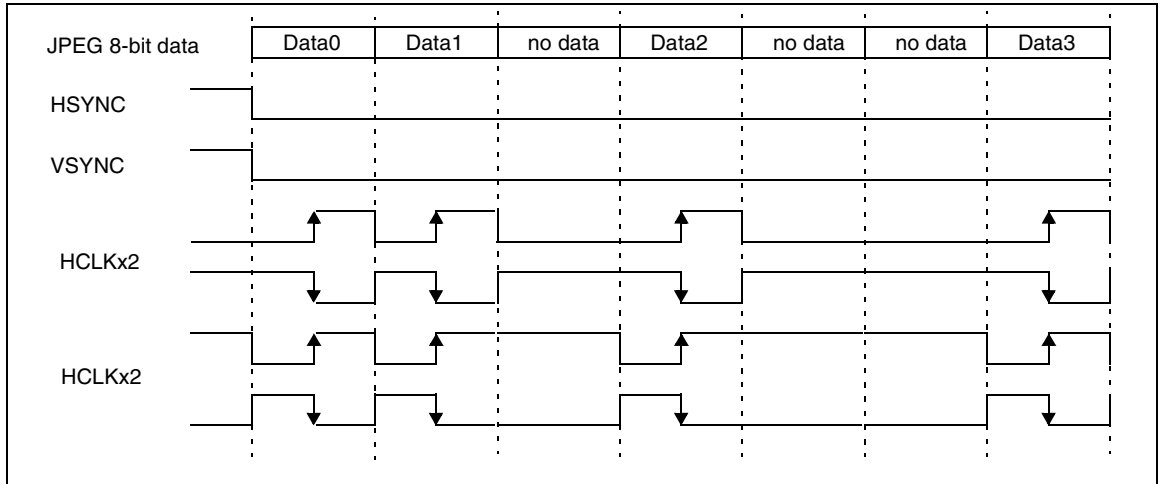 JPEG 8-bit data Data0 Data1 no data Data2 no data no data Data3
HSYNC
VSYNC
HCLKx2
HCLKx2